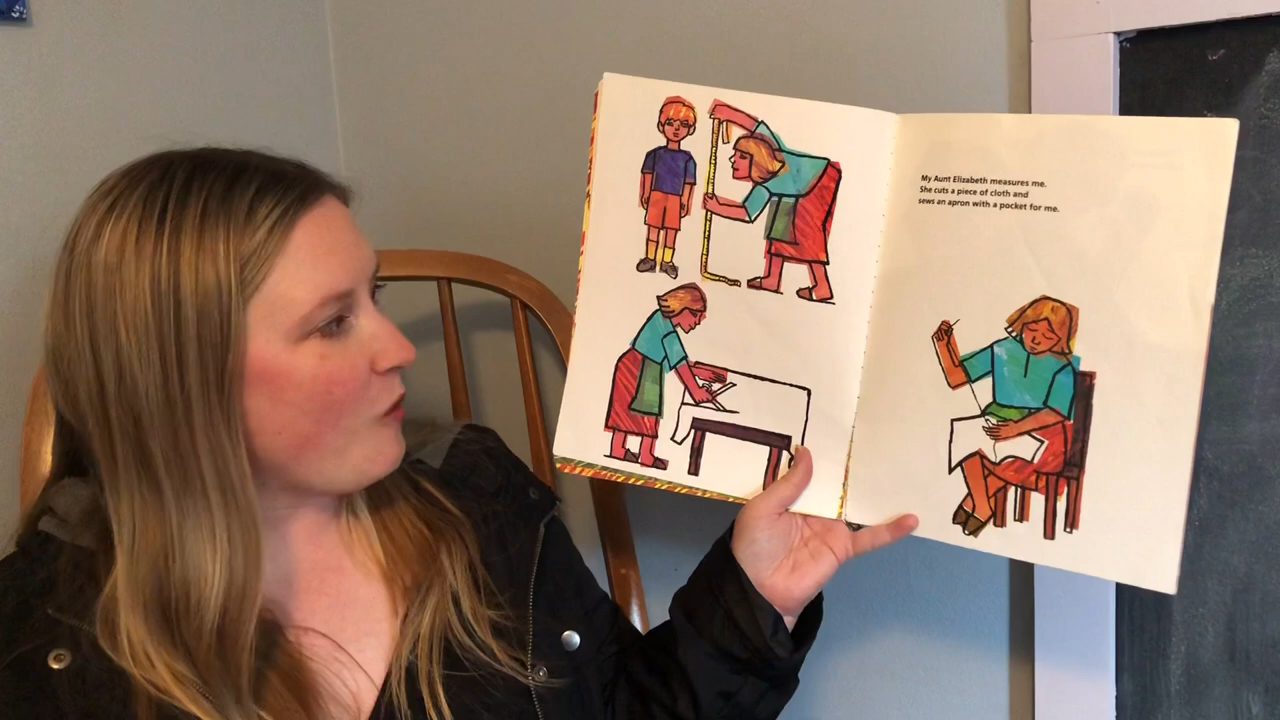 My Aunt Elizabeth measures me.
She cuts a piece of cloth and
sews an apron with a pocket for me.